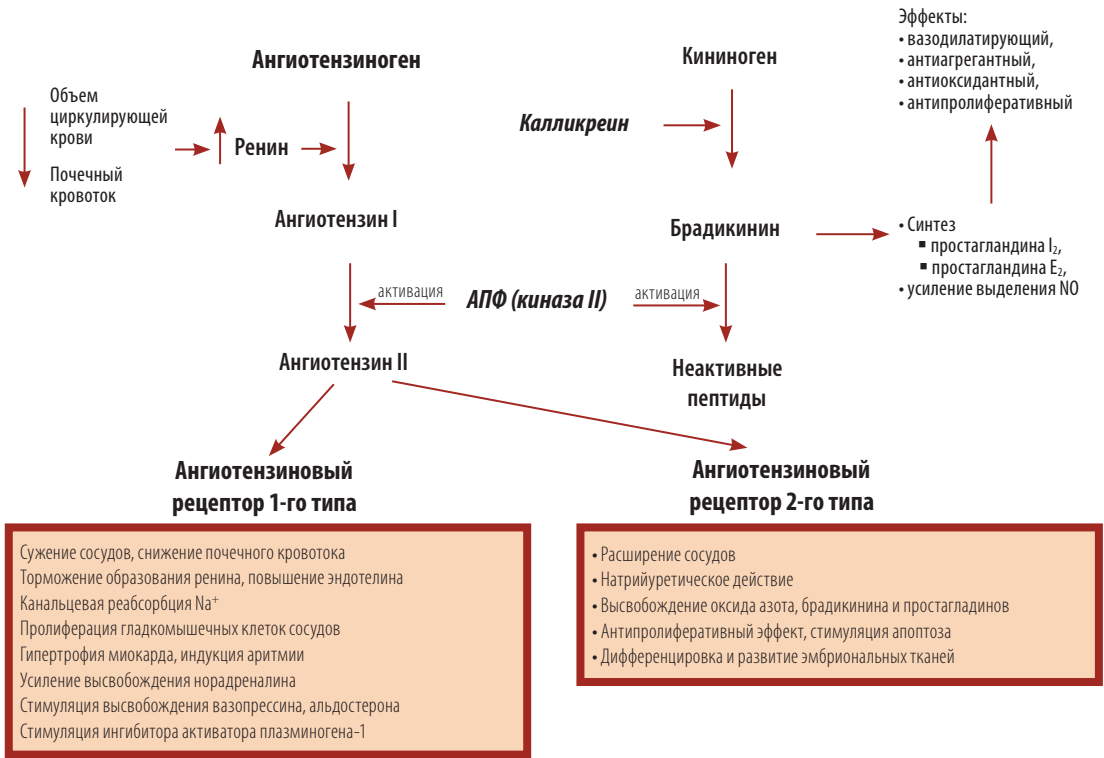 Ангиотензиноген
Объем
циркулирующей
крови
Почечный
кровоток
Ренин
Ангиотензин I
Кининоген
Калликреин
Брадикинин
Эффекты:
• вазодилатирующий,
• антиагрегантный,
• антиоксидантный,
• антипролиферативный
• Синтез
▪ простагландина I₂,
▪ простагландина E₂,
• усиление выделения NO
активация
АПФ (киназа II)
активация
Ангиотензин II
Неактивные
пептиды
Ангиотензиновый
рецептор 1-го типа
Сужение сосудов, снижение почечного кровотока
Торможение образования ренина, повышение эндотелина
Канальцевая реабсорбция Na⁺
Пролиферация гладкомышечных клеток сосудов
Гипертрофия миокарда, индукция аритмии
Усиление высвобождения норадреналина
Стимуляция высвобождения вазопрессина, альдостерона
Стимуляция ингибитора активатора плазминогена-1
Ангиотензиновый
рецептор 2-го типа
• Расширение сосудов
• Натрийуретическое действие
• Высвобождение оксида азота, брадикинина и простагладинов
• Антипролиферативный эффект, стимуляция апоптоза
• Дифференцировка и развитие эмбриональных тканей